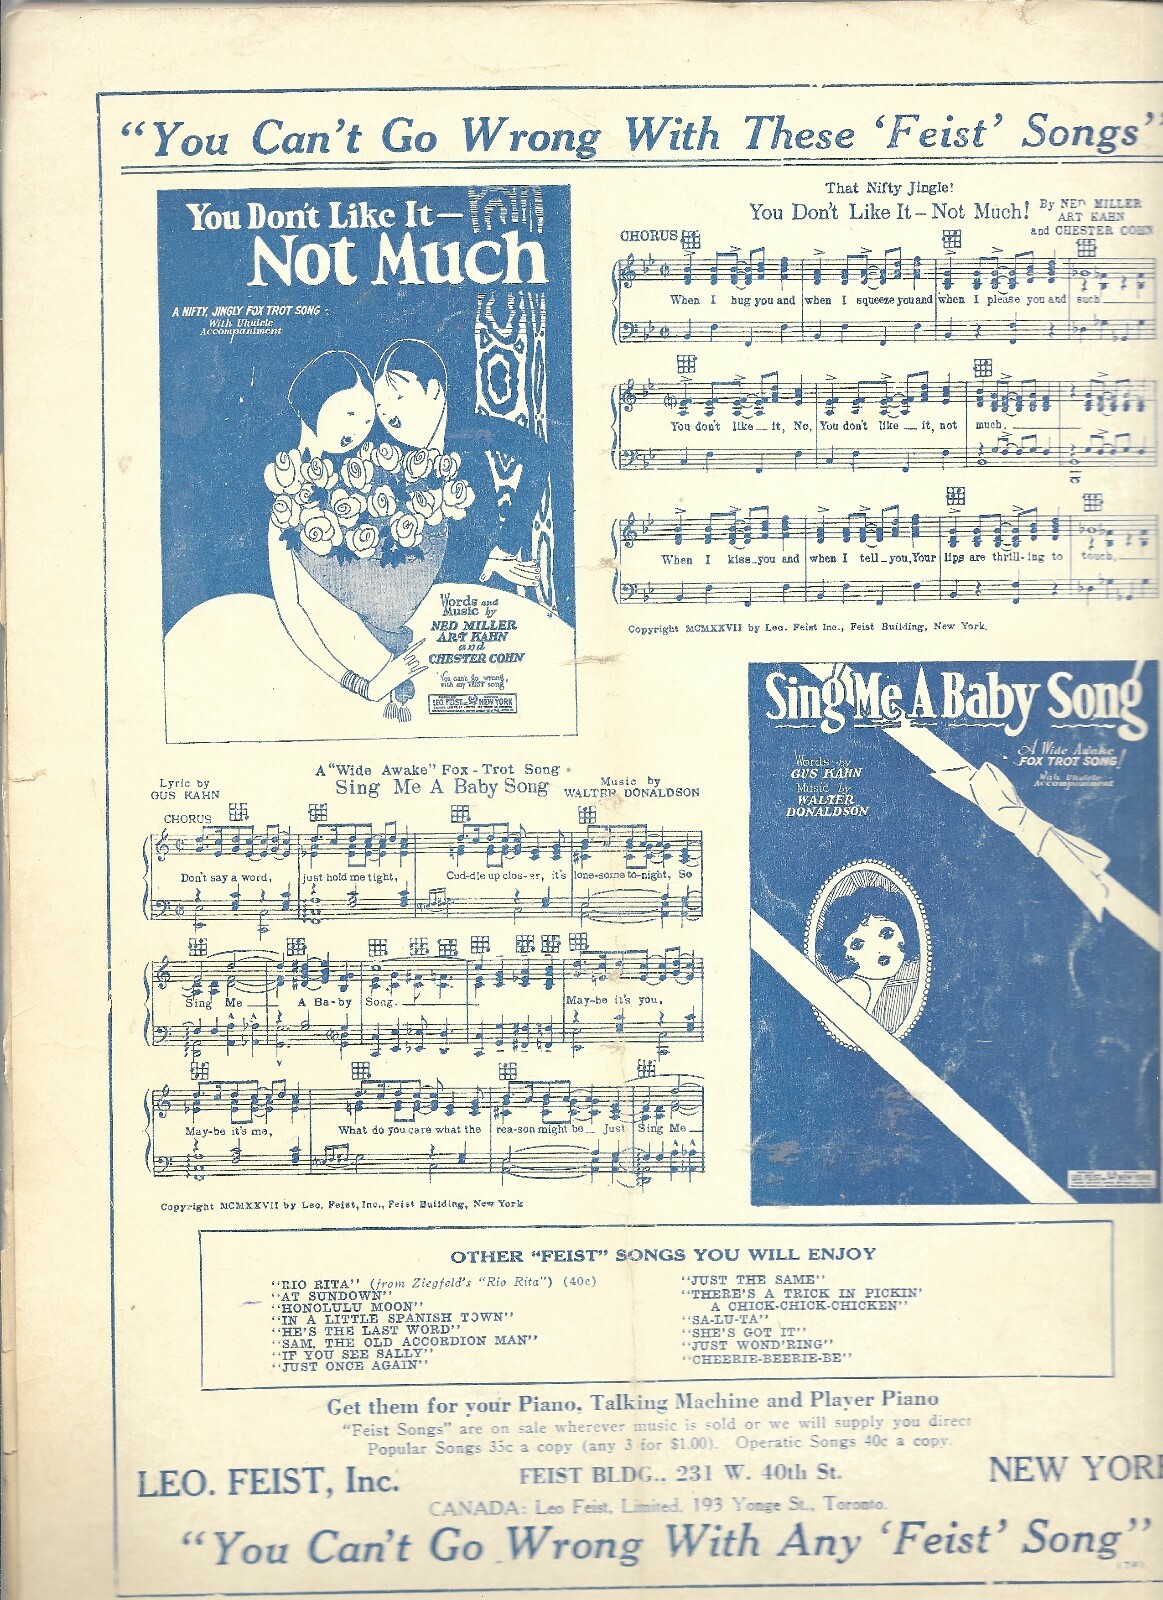 "You Can't Go Wrong With These 'Feist' Songs"
You Don't Like It—
Not Much
A NIFTY, JINGLY FOX TROT SONG
With Ukulele
Accompaniment
Words and
Music by
NED MILLER
ART KAHN
and
CHESTER COHN
You can't go wrong,
with any FEIST song
LEO. FEIST NEW YORK
That Nifty Jingle!
You Don't Like It – Not Much!
By NED MILLER
ART KAHN
and CHESTER COHN
CHORUS
When I hug you and when I squeeze you and when I please you and such
You don't like it, No, You don't like it, not much.
When I kiss you and when I tell you, Your lips are thrill-ing to touch,
Copyright MCMXXVII by Leo. Feist Inc., Feist Building, New York.
Sing Me A Baby Song
A Wide Awake
FOX TROT SONG!
With Ukulele
Accompaniment
Words by
GUS KAHN
Music by
WALTER
DONALDSON
A "Wide Awake" Fox-Trot Song
Lyric by
GUS KAHN
Sing Me A Baby Song
Music by
WALTER DONALDSON
CHORUS
Don't say a word, just hold me tight, Cud-dle up clos-er, it's lone-some to-night, So
Sing Me A Ba-by Song. May-be it's you,
May-be it's me, What do you care what the rea-son might be Just Sing Me
Copyright MCMXXVII by Leo. Feist, Inc., Feist Building, New York
OTHER "FEIST" SONGS YOU WILL ENJOY
"RIO RITA" (from Ziegfeld's "Rio Rita") (40c)
"AT SUNDOWN"
"HONOLULU MOON"
"IN A LITTLE SPANISH TOWN"
"HE'S THE LAST WORD"
"SAM, THE OLD ACCORDION MAN"
"IF YOU SEE SALLY"
"JUST ONCE AGAIN"
"JUST THE SAME"
"THERE'S A TRICK IN PICKIN'
A CHICK-CHICK-CHICKEN"
"SA-LU-TA"
"SHE'S GOT IT"
"JUST WOND'RING"
"CHEERIE-BEERIE-BE"
Get them for your Piano, Talking Machine and Player Piano
"Feist Songs" are on sale wherever music is sold or we will supply you direct
Popular Songs 35c a copy (any 3 for $1.00). Operatic Songs 40c a copy.
LEO. FEIST, Inc. FEIST BLDG., 231 W. 40th St. NEW YORK
CANADA: Leo Feist, Limited, 193 Yonge St., Toronto.
"You Can't Go Wrong With Any 'Feist' Song"